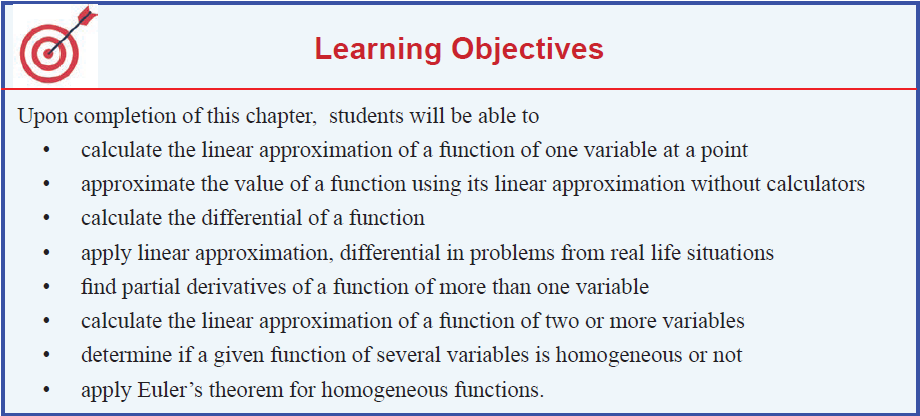 Learning Objectives
Upon completion of this chapter, students will be able to
• calculate the linear approximation of a function of one variable at a point
• approximate the value of a function using its linear approximation without calculators
• calculate the differential of a function
• apply linear approximation, differential in problems from real life situations
• find partial derivatives of a function of more than one variable
• calculate the linear approximation of a function of two or more variables
• determine if a given function of several variables is homogeneous or not
• apply Euler’s theorem for homogeneous functions.